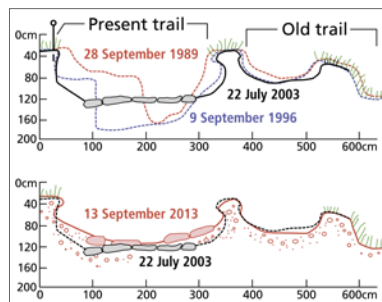 Present trail
Old trail
0cm
40
80
120
160
200
28 September 1989
22 July 2003
9 September 1996
0
100
200
300
400
500
600cm
0cm
40
80
120
160
200
13 September 2013
22 July 2003
0
100
200
300
400
500
600cm